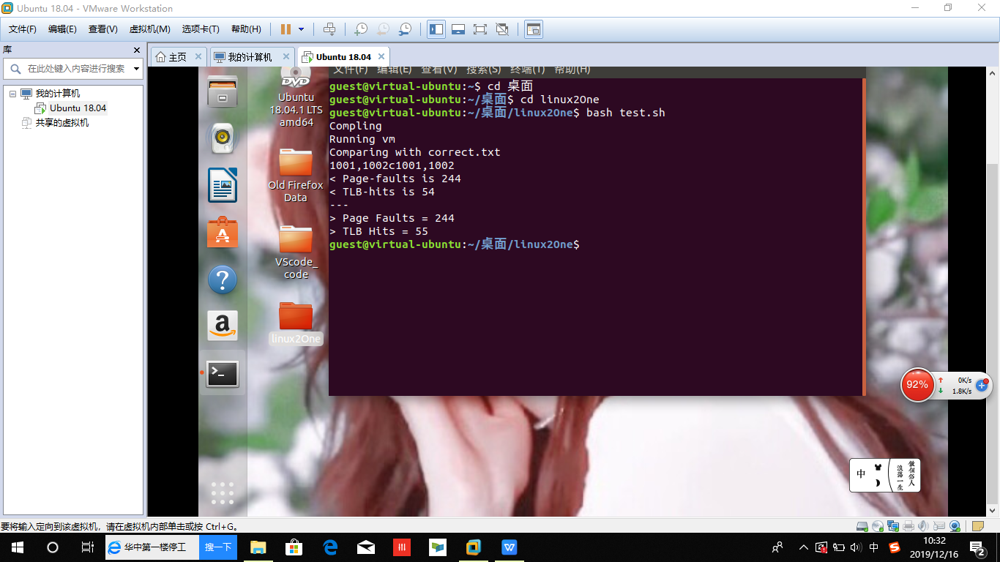 Ubuntu 18.04 - VMware Workstation
文件(F) 编辑(E) 查看(V) 虚拟机(M) 选项卡(T) 帮助(H)
库
在此处键入内容进行搜索
我的计算机
Ubuntu 18.04
共享的虚拟机
主页 我的计算机 Ubuntu 18.04
DVD
Ubuntu
18.04.1 LTS
amd64
Old Firefox
Data
VScode_
code
linux2One
文件(F) 编辑(E) 查看(V) 搜索(S) 终端(T) 帮助(H)
guest@virtual-ubuntu:~$ cd 桌面
guest@virtual-ubuntu:~/桌面$ cd linux2One
guest@virtual-ubuntu:~/桌面/linux2One$ bash test.sh
Compling
Running vm
Comparing with correct.txt
1001,1002c1001,1002
< Page-faults is 244
< TLB-hits is 54
---
> Page Faults = 244
> TLB Hits = 55
guest@virtual-ubuntu:~/桌面/linux2One$
92%
0K/s
1.8K/s
中
做个俗人
浪荡一生
要将输入定向到该虚拟机，请在虚拟机内部单击或按 Ctrl+G。
华中第一楼停工 搜一下
中
10:32
2019/12/16
2